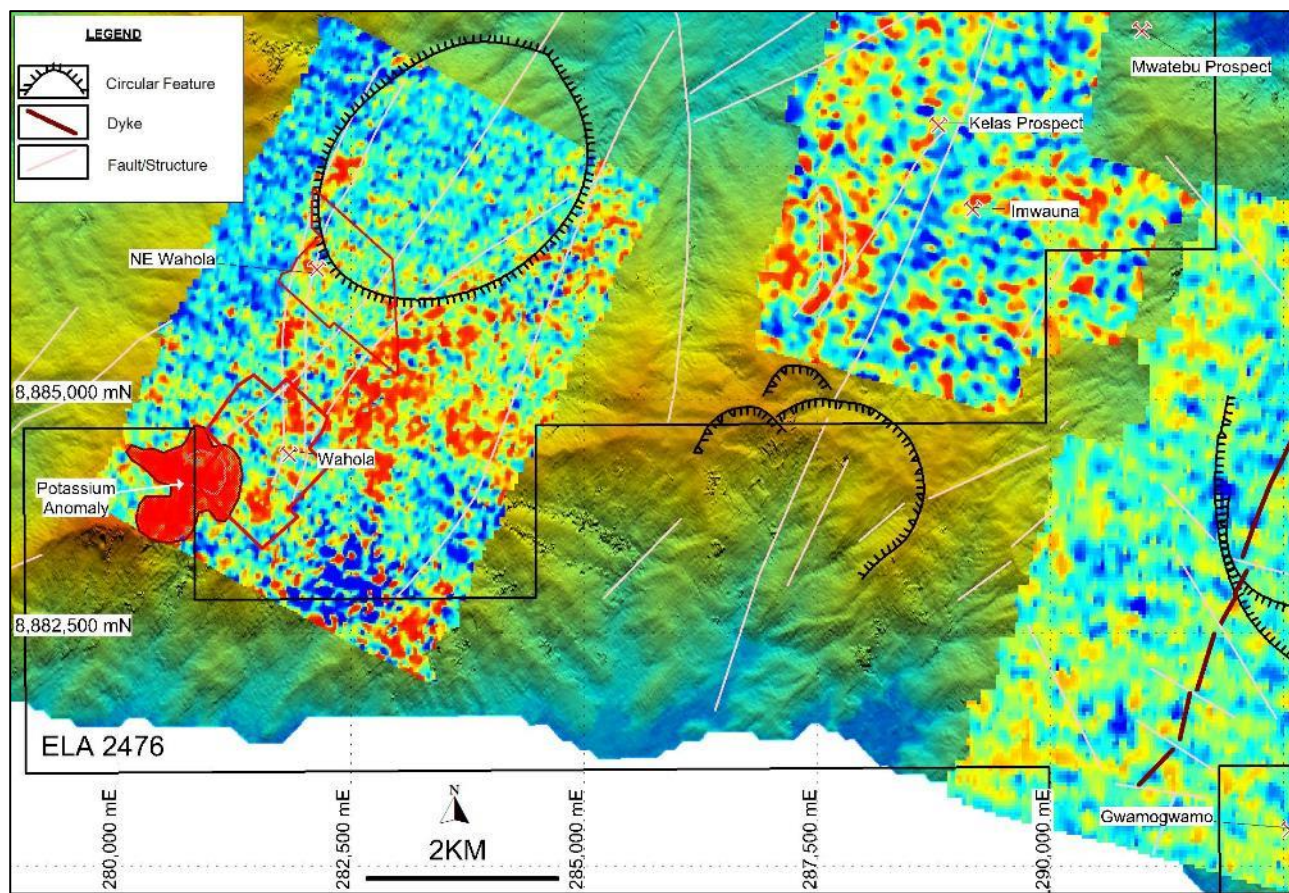 LEGEND
Circular Feature
Dyke
Fault/Structure
Mwatebu Prospect
Kelas Prospect
Imwauna
NE Wahola
8,885,000 mN
Wahola
Potassium
Anomaly
8,882,500 mN
ELA 2476
N
2KM
Gwamogwamo
280,000 mE
282,500 mE
285,000 mE
287,500 mE
290,000 mE